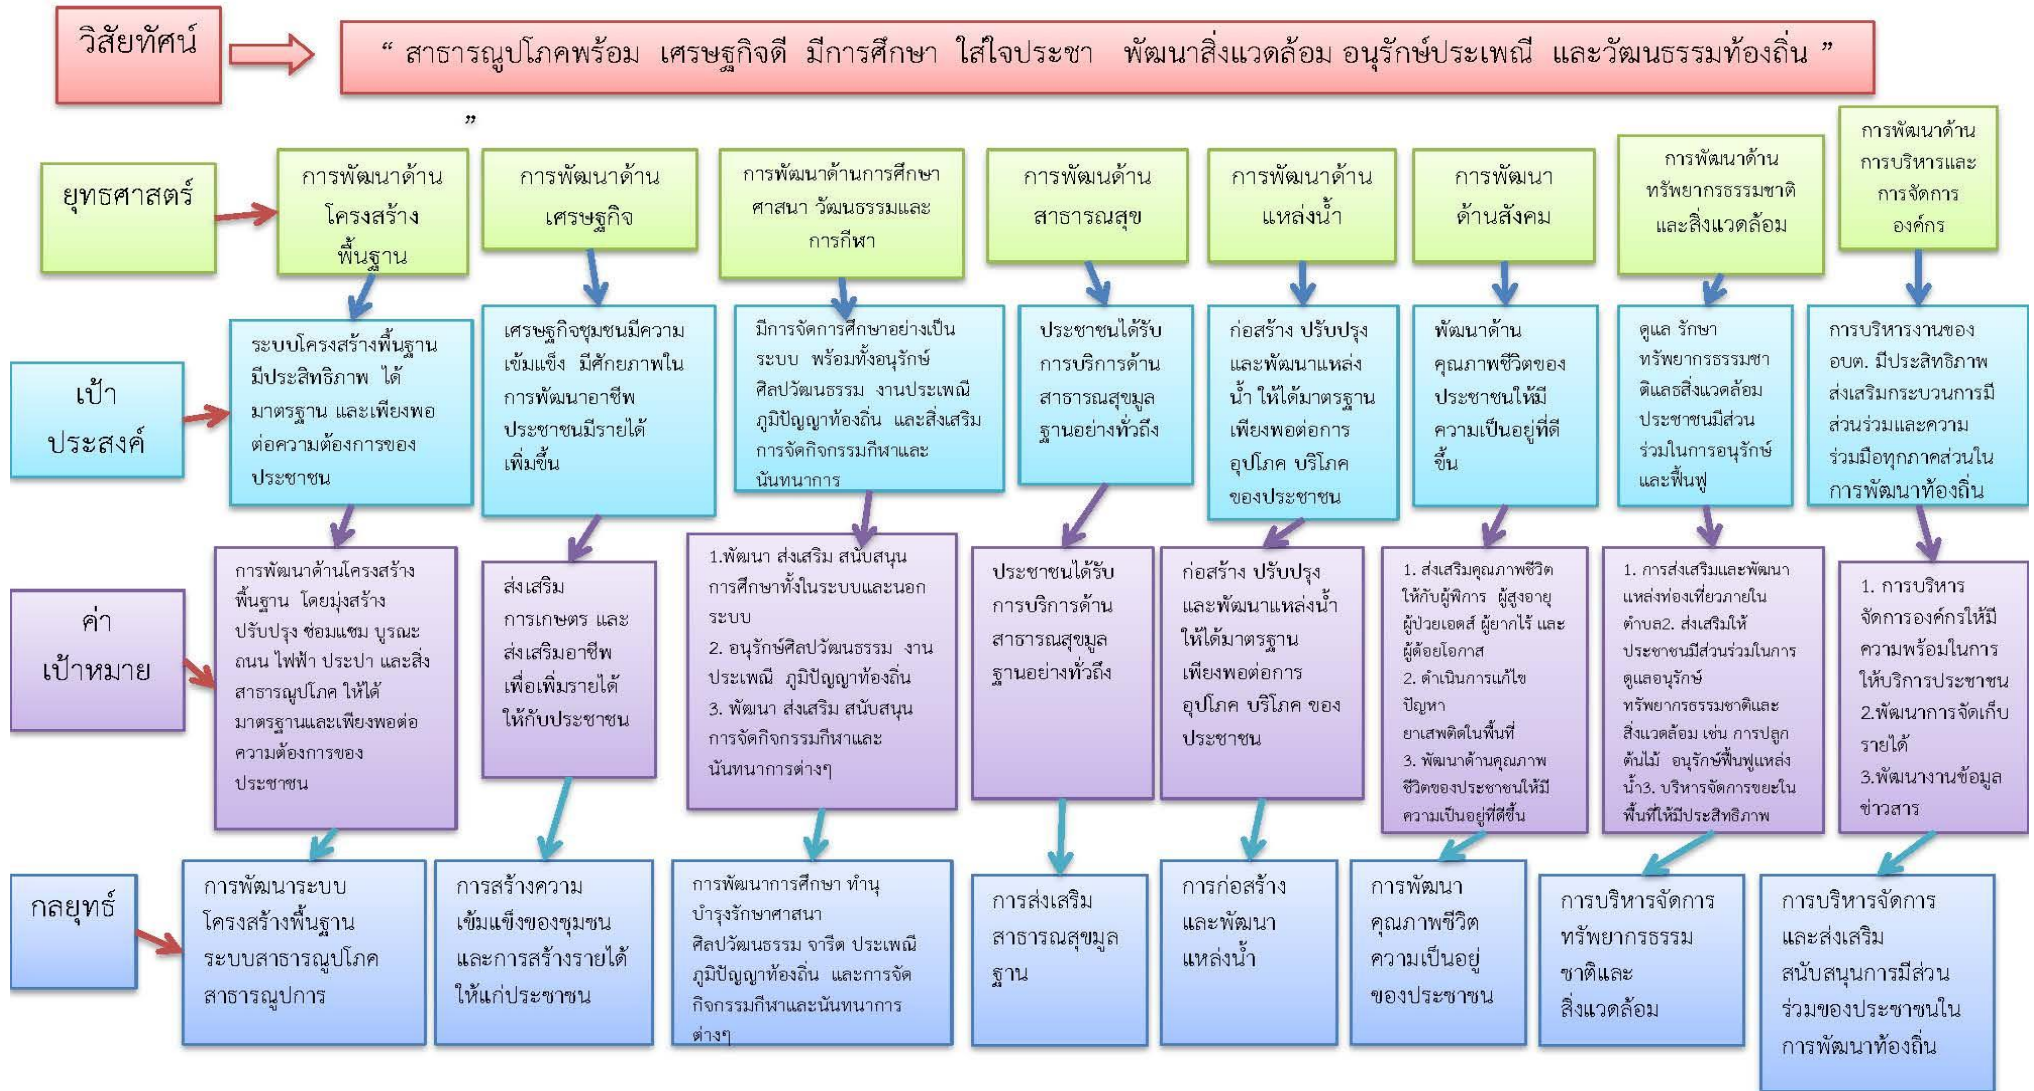 วิสัยทัศน์
“ สาธารณูปโภคพร้อม เศรษฐกิจดี มีการศึกษา ใส่ใจประชา พัฒนาสิ่งแวดล้อม อนุรักษ์ประเพณี และวัฒนธรรมท้องถิ่น ”
”
ยุทธศาสตร์
การพัฒนาด้าน
โครงสร้าง
พื้นฐาน
การพัฒนาด้าน
เศรษฐกิจ
การพัฒนาด้านการศึกษา
ศาสนา วัฒนธรรมและ
การกีฬา
การพัฒนด้าน
สาธารณสุข
การพัฒนาด้าน
แหล่งน้ำ
การพัฒนา
ด้านสังคม
การพัฒนาด้าน
ทรัพยากรธรรมชาติ
และสิ่งแวดล้อม
การพัฒนาด้าน
การบริหารและ
การจัดการ
องค์กร
เป้า
ประสงค์
ระบบโครงสร้างพื้นฐาน
มีประสิทธิภาพ ได้
มาตรฐาน และเพียงพอ
ต่อความต้องการของ
ประชาชน
เศรษฐกิจชุมชนมีความ
เข้มแข็ง มีศักยภาพใน
การพัฒนาอาชีพ
ประชาชนมีรายได้
เพิ่มขึ้น
มีการจัดการศึกษาอย่างเป็น
ระบบ พร้อมทั้งอนุรักษ์
ศิลปวัฒนธรรม งานประเพณี
ภูมิปัญญาท้องถิ่น และสิ่งเสริม
การจัดกิจกรรมกีฬาและ
นันทนาการ
ประชาชนได้รับ
การบริการด้าน
สาธารณสุขมูล
ฐานอย่างทั่วถึง
ก่อสร้าง ปรับปรุง
และพัฒนาแหล่ง
น้ำ ให้ได้มาตรฐาน
เพียงพอต่อการ
อุปโภค บริโภค
ของประชาชน
พัฒนาด้าน
คุณภาพชีวิตของ
ประชาชนให้มี
ความเป็นอยู่ที่ดี
ขึ้น
ดูแล รักษา
ทรัพยากรธรรมชา
ติแลธสิ่งแวดล้อม
ประชาชนมีส่วน
ร่วมในการอนุรักษ์
และฟื้นฟู
การบริหารงานของ
อบต. มีประสิทธิภาพ
ส่งเสริมกระบวนการมี
ส่วนร่วมและความ
ร่วมมือทุกภาคส่วนใน
การพัฒนาท้องถิ่น
ค่า
เป้าหมาย
การพัฒนาด้านโครงสร้าง
พื้นฐาน โดยมุ่งสร้าง
ปรับปรุง ซ่อมแซม บูรณะ
ถนน ไฟฟ้า ประปา และสิ่ง
สาธารณูปโภค ให้ได้
มาตรฐานและเพียงพอต่อ
ความต้องการของ
ประชาชน
ส่งเสริม
การเกษตร และ
ส่งเสริมอาชีพ
เพื่อเพิ่มรายได้
ให้กับประชาชน
1.พัฒนา ส่งเสริม สนับสนุน
การศึกษาทั้งในระบบและนอก
ระบบ
2. อนุรักษ์ศิลปวัฒนธรรม งาน
ประเพณี ภูมิปัญญาท้องถิ่น
3. พัฒนา ส่งเสริม สนับสนุน
การจัดกิจกรรมกีฬาและ
นันทนาการต่างๆ
ประชาชนได้รับ
การบริการด้าน
สาธารณสุขมูล
ฐานอย่างทั่วถึง
ก่อสร้าง ปรับปรุง
และพัฒนาแหล่งน้ำ
ให้ได้มาตรฐาน
เพียงพอต่อการ
อุปโภค บริโภค ของ
ประชาชน
1. ส่งเสริมคุณภาพชีวิต
ให้กับผู้พิการ ผู้สูงอายุ
ผู้ป่วยเอดส์ ผู้ยากไร้ และ
ผู้ด้อยโอกาส
2. ดำเนินการแก้ไข
ปัญหา
ยาเสพติดในพื้นที่
3. พัฒนาด้านคุณภาพ
ชีวิตของประชาชนให้มี
ความเป็นอยู่ที่ดีขึ้น
1. การส่งเสริมและพัฒนา
แหล่งท่องเที่ยวภายใน
ตำบล2. ส่งเสริมให้
ประชาชนมีส่วนร่วมในการ
ดูแลอนุรักษ์
ทรัพยากรธรรมชาติและ
สิ่งแวดล้อม เช่น การปลูก
ต้นไม้ อนุรักษ์ฟื้นฟูแหล่ง
น้ำ3. บริหารจัดการขยะใน
พื้นที่ให้มีประสิทธิภาพ
1. การบริหาร
จัดการองค์กรให้มี
ความพร้อมในการ
ให้บริการประชาชน
2.พัฒนาการจัดเก็บ
รายได้
3.พัฒนางานข้อมูล
ข่าวสาร
กลยุทธ์
การพัฒนาระบบ
โครงสร้างพื้นฐาน
ระบบสาธารณูปโภค
สาธารณูปการ
การสร้างความ
เข้มแข็งของชุมชน
และการสร้างรายได้
ให้แก่ประชาชน
การพัฒนาการศึกษา ทำนุ
บำรุงรักษาศาสนา
ศิลปวัฒนธรรม จารีต ประเพณี
ภูมิปัญญาท้องถิ่น และการจัด
กิจกรรมกีฬาและนันทนาการ
ต่างๆ
การส่งเสริม
สาธารณสุขมูล
ฐาน
การก่อสร้าง
และพัฒนา
แหล่งน้ำ
การพัฒนา
คุณภาพชีวิต
ความเป็นอยู่
ของประชาชน
การบริหารจัดการ
ทรัพยากรธรรม
ชาติและ
สิ่งแวดล้อม
การบริหารจัดการ
และส่งเสริม
สนับสนุนการมีส่วน
ร่วมของประชาชนใน
การพัฒนาท้องถิ่น